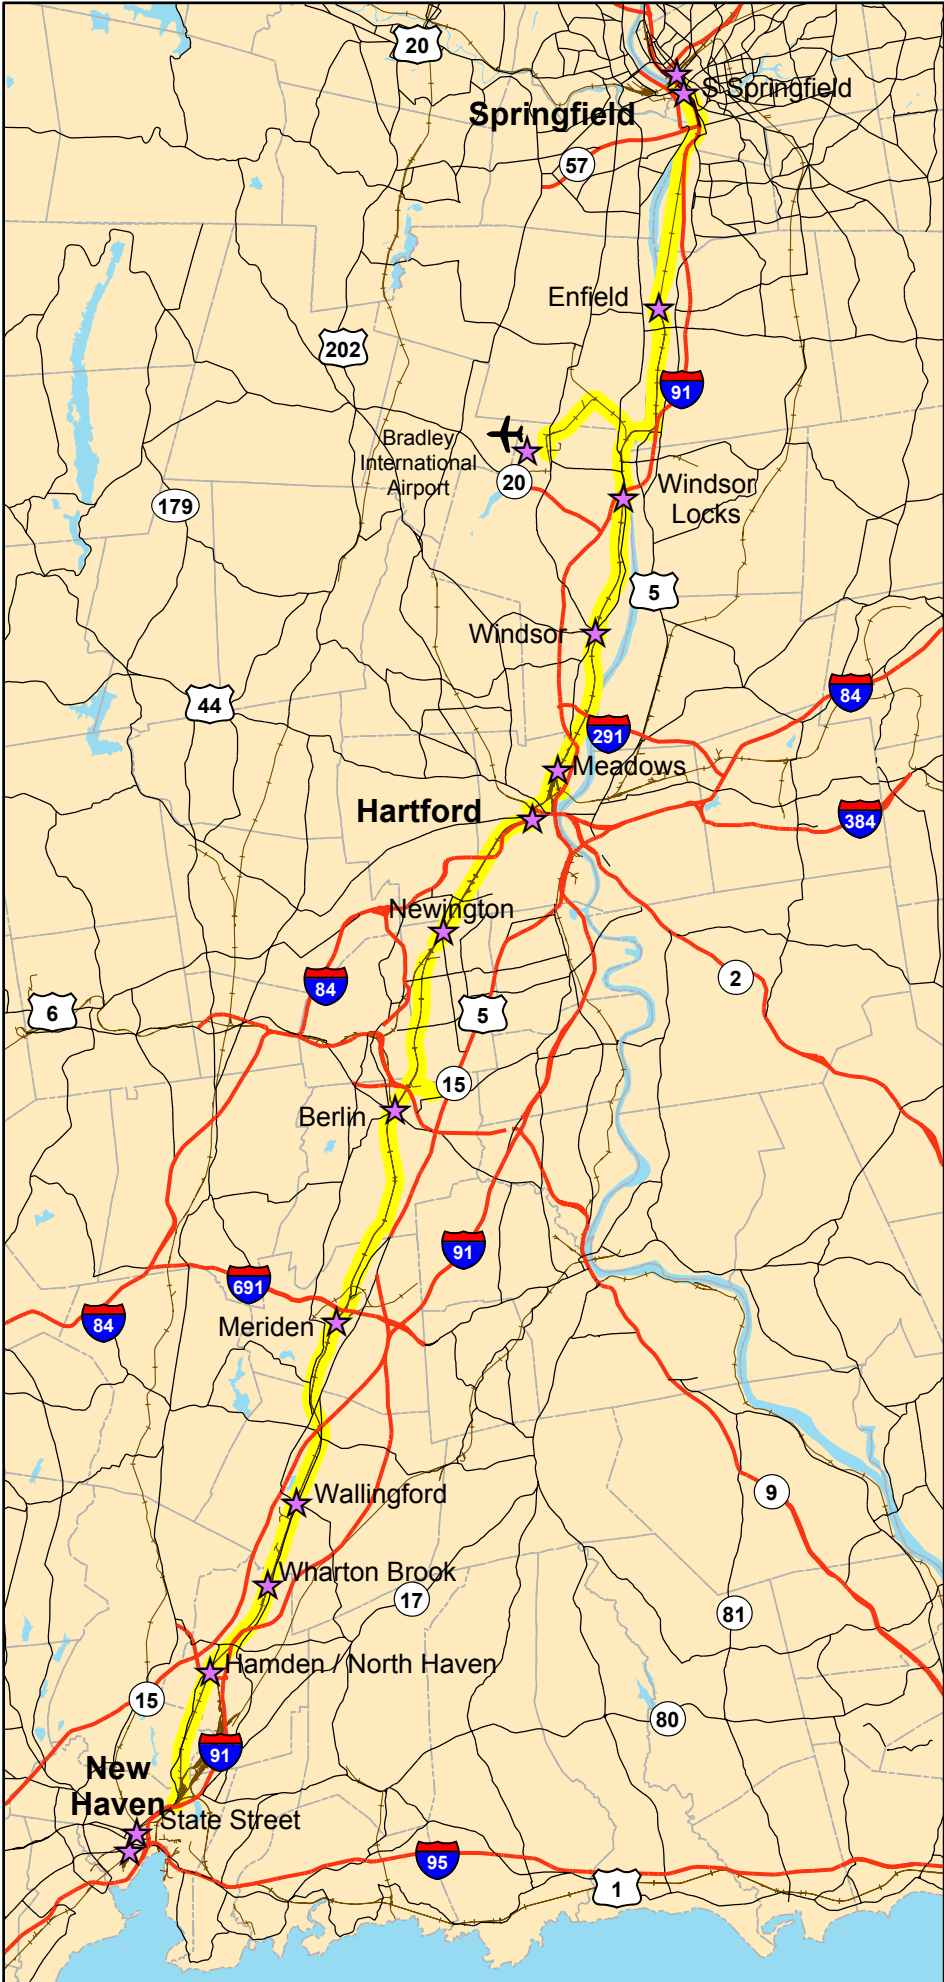 20
S Springfield
Springfield
57
Enfield
202
91
Bradley
International
Airport
20
Windsor
Locks
179
5
Windsor
84
44
291
Meadows
Hartford
384
Newington
2
84
6
5
15
Berlin
91
691
84
Meriden
9
Wallingford
Wharton Brook
17
81
Hamden / North Haven
15
80
91
New
Haven
State Street
95
1